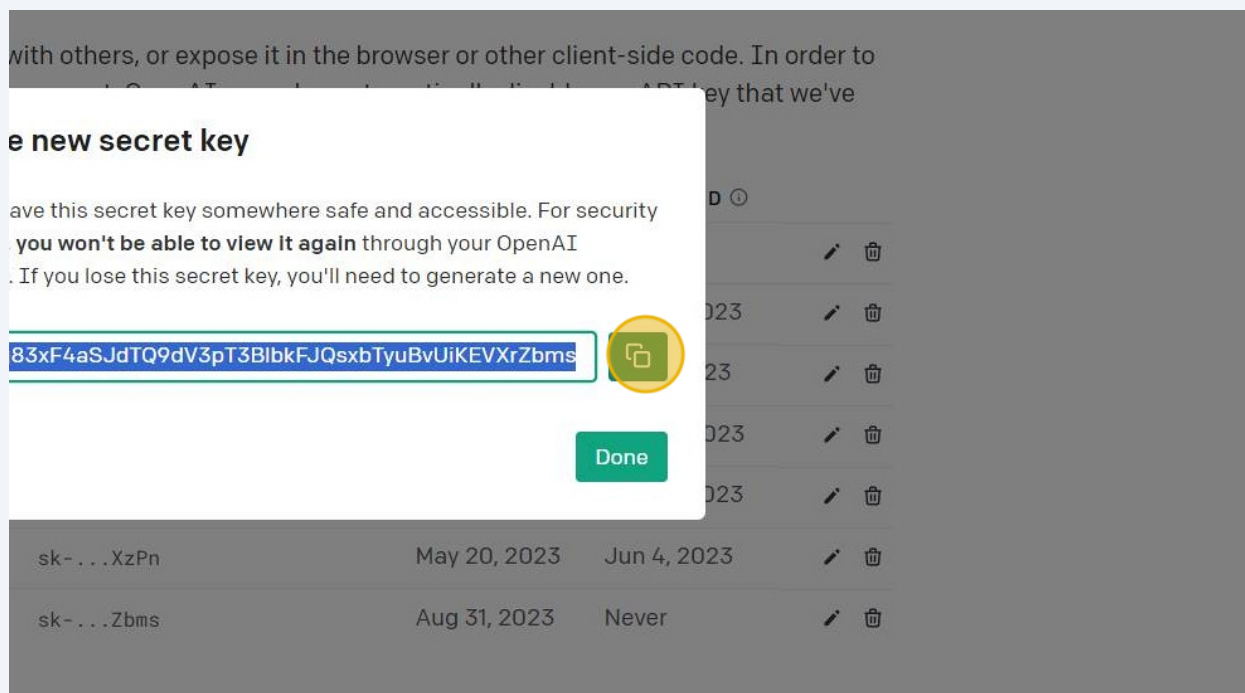 with others, or expose it in the browser or other client-side code. In order to
ey that we've
e new secret key
D
ave this secret key somewhere safe and accessible. For security
you won't be able to view it again through your OpenAI
. If you lose this secret key, you'll need to generate a new one.
023
83xF4aSJdTQ9dV3pT3BlbkFJQsxbTyuBvUiKEVXrZbms
23
023
Done
023
sk-...XzPn May 20, 2023 Jun 4, 2023
sk-...Zbms Aug 31, 2023 Never